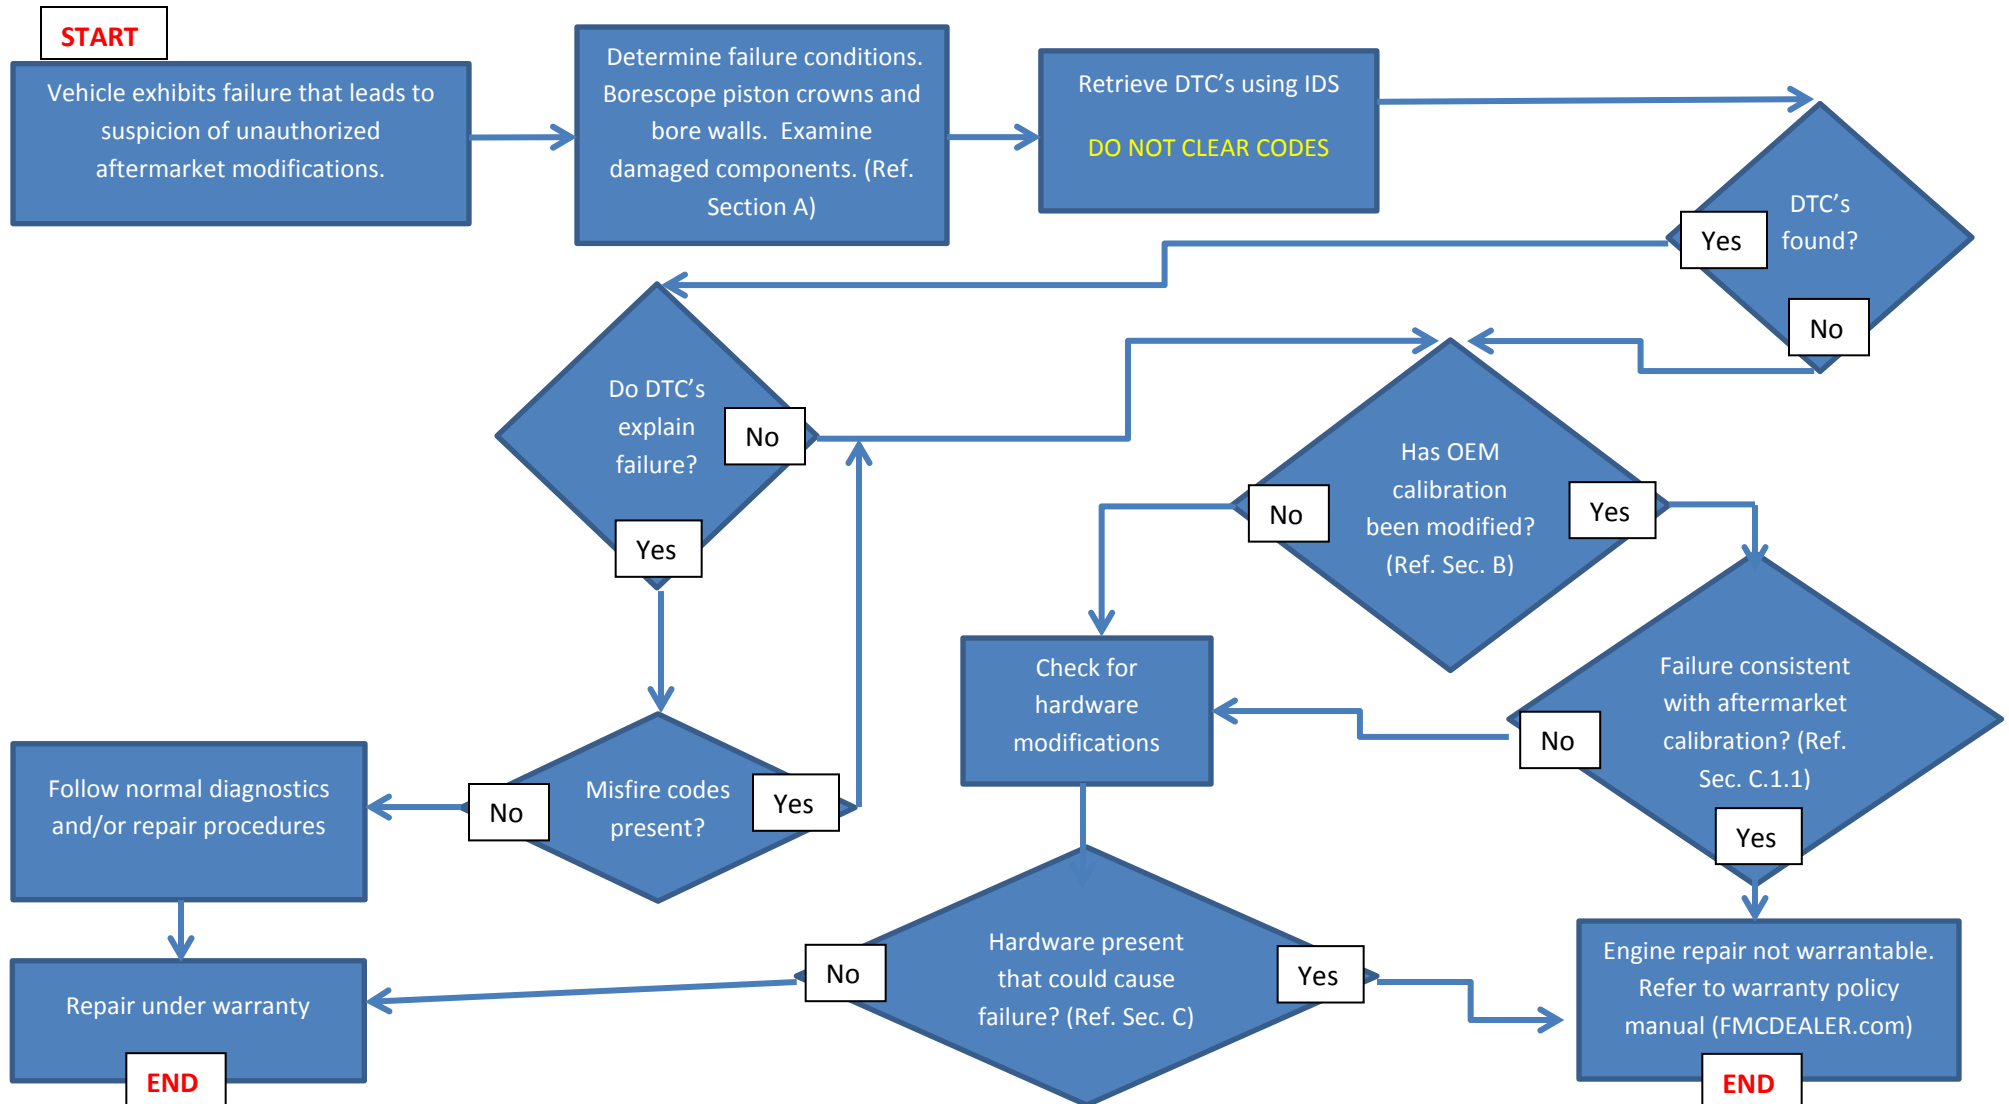 START
Vehicle exhibits failure that leads to
suspicion of unauthorized
aftermarket modifications.
Determine failure conditions.
Borescope piston crowns and
bore walls.  Examine
damaged components. (Ref.
Section A)
Retrieve DTC’s using IDS
DO NOT CLEAR CODES
DTC’s
found?
Yes
No
Do DTC’s
explain
failure?
No
Yes
Has OEM
calibration
been modified?
(Ref. Sec. B)
No
Yes
Check for
hardware
modifications
Failure consistent
with aftermarket
calibration? (Ref.
Sec. C.1.1)
No
Yes
Misfire codes
present?
No
Yes
Follow normal diagnostics
and/or repair procedures
Repair under warranty
END
Hardware present
that could cause
failure? (Ref. Sec. C)
No
Yes
Engine repair not warrantable.
Refer to warranty policy
manual (FMCDEALER.com)
END